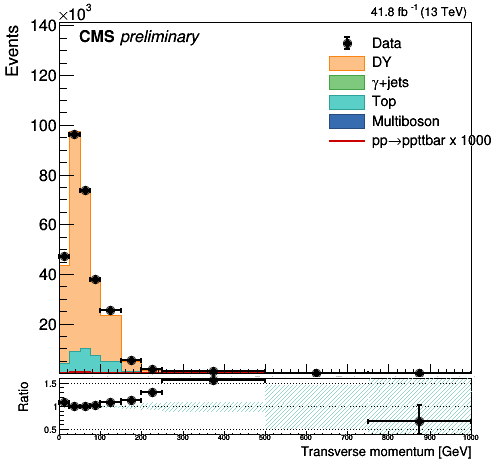 ×10³
41.8 fb⁻¹ (13 TeV)
CMS preliminary
Events
140
120
100
80
60
40
20
Data
DY
γ+jets
Top
Multiboson
pp→ppttbar x 1000
Ratio
1.5
1
0.5
0 100 200 300 400 500 600 700 800 900 1000
Transverse momentum [GeV]